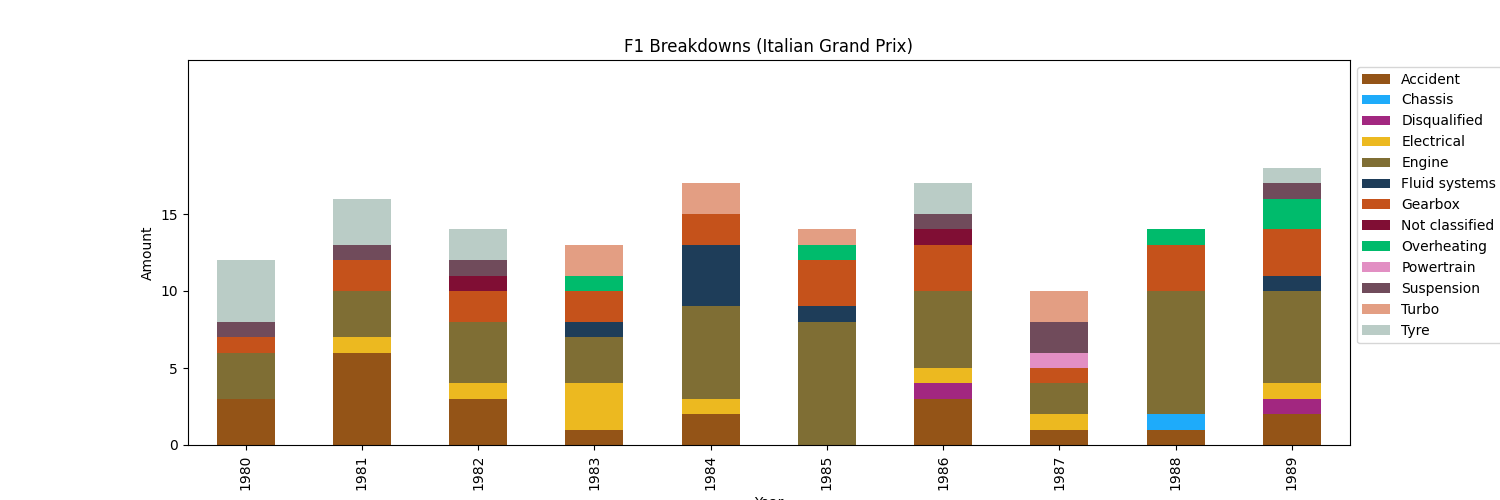 F1 Breakdowns (Italian Grand Prix)
Amount
15
10
5
0
1980
1981
1982
1983
1984
1985
1986
1987
1988
1989
Year
Accident
Chassis
Disqualified
Electrical
Engine
Fluid systems
Gearbox
Not classified
Overheating
Powertrain
Suspension
Turbo
Tyre